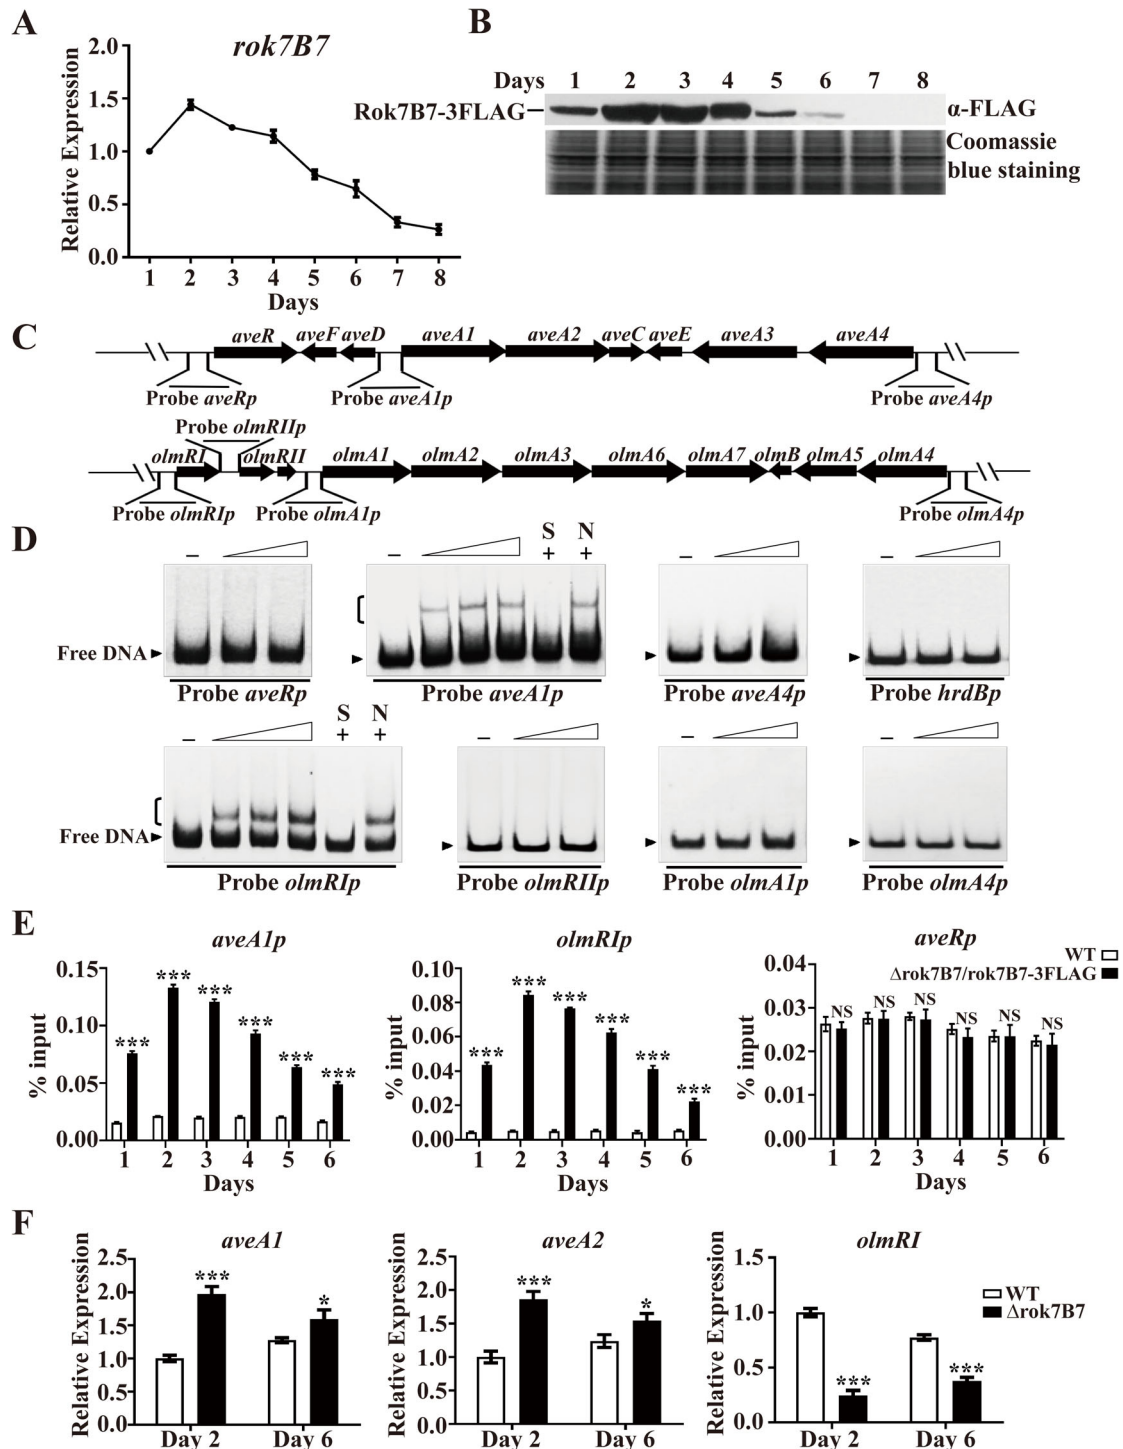 A
rok7B7
Relative Expression
2.0
1.5
1.0
0.5
0.0
1 2 3 4 5 6 7 8
Days
B
Days 1 2 3 4 5 6 7 8
Rok7B7-3FLAG
α-FLAG
Coomassie
blue staining
C
aveR aveF aveD aveA1 aveA2 aveC aveE aveA3 aveA4
Probe aveRp Probe aveA1p Probe aveA4p
Probe olmRIIp
olmRI olmRII olmA1 olmA2 olmA3 olmA6 olmA7 olmB olmA5 olmA4
Probe olmRIp Probe olmA1p Probe olmA4p
D
S N
– – + + – –
Free DNA
Probe aveRp Probe aveA1p Probe aveA4p Probe hrdBp
S N
– + + – – –
Free DNA
Probe olmRIp Probe olmRIIp Probe olmA1p Probe olmA4p
E
aveA1p
% input
0.15
0.10
0.05
0.00
*** *** *** *** *** ***
1 2 3 4 5 6
Days
olmRIp
% input
0.10
0.08
0.06
0.04
0.02
0.00
*** *** *** *** *** ***
1 2 3 4 5 6
Days
aveRp
WT
Δrok7B7/rok7B7-3FLAG
% input
0.04
0.03
0.02
0.01
0.00
NS NS NS NS NS NS
1 2 3 4 5 6
Days
F
aveA1
Relative Expression
2.5
2.0
1.5
1.0
0.5
0.0
*** *
Day 2 Day 6
aveA2
Relative Expression
2.5
2.0
1.5
1.0
0.5
0.0
*** *
Day 2 Day 6
olmRI
Relative Expression
1.5
1.0
0.5
0.0
*** ***
Day 2 Day 6
WT
Δrok7B7